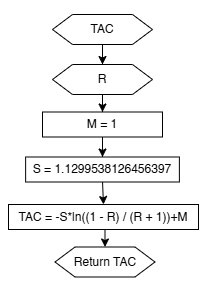 TAC
R
M = 1
S = 1.1299538126456397
TAC = -S*ln((1 - R) / (R + 1))+M
Return TAC